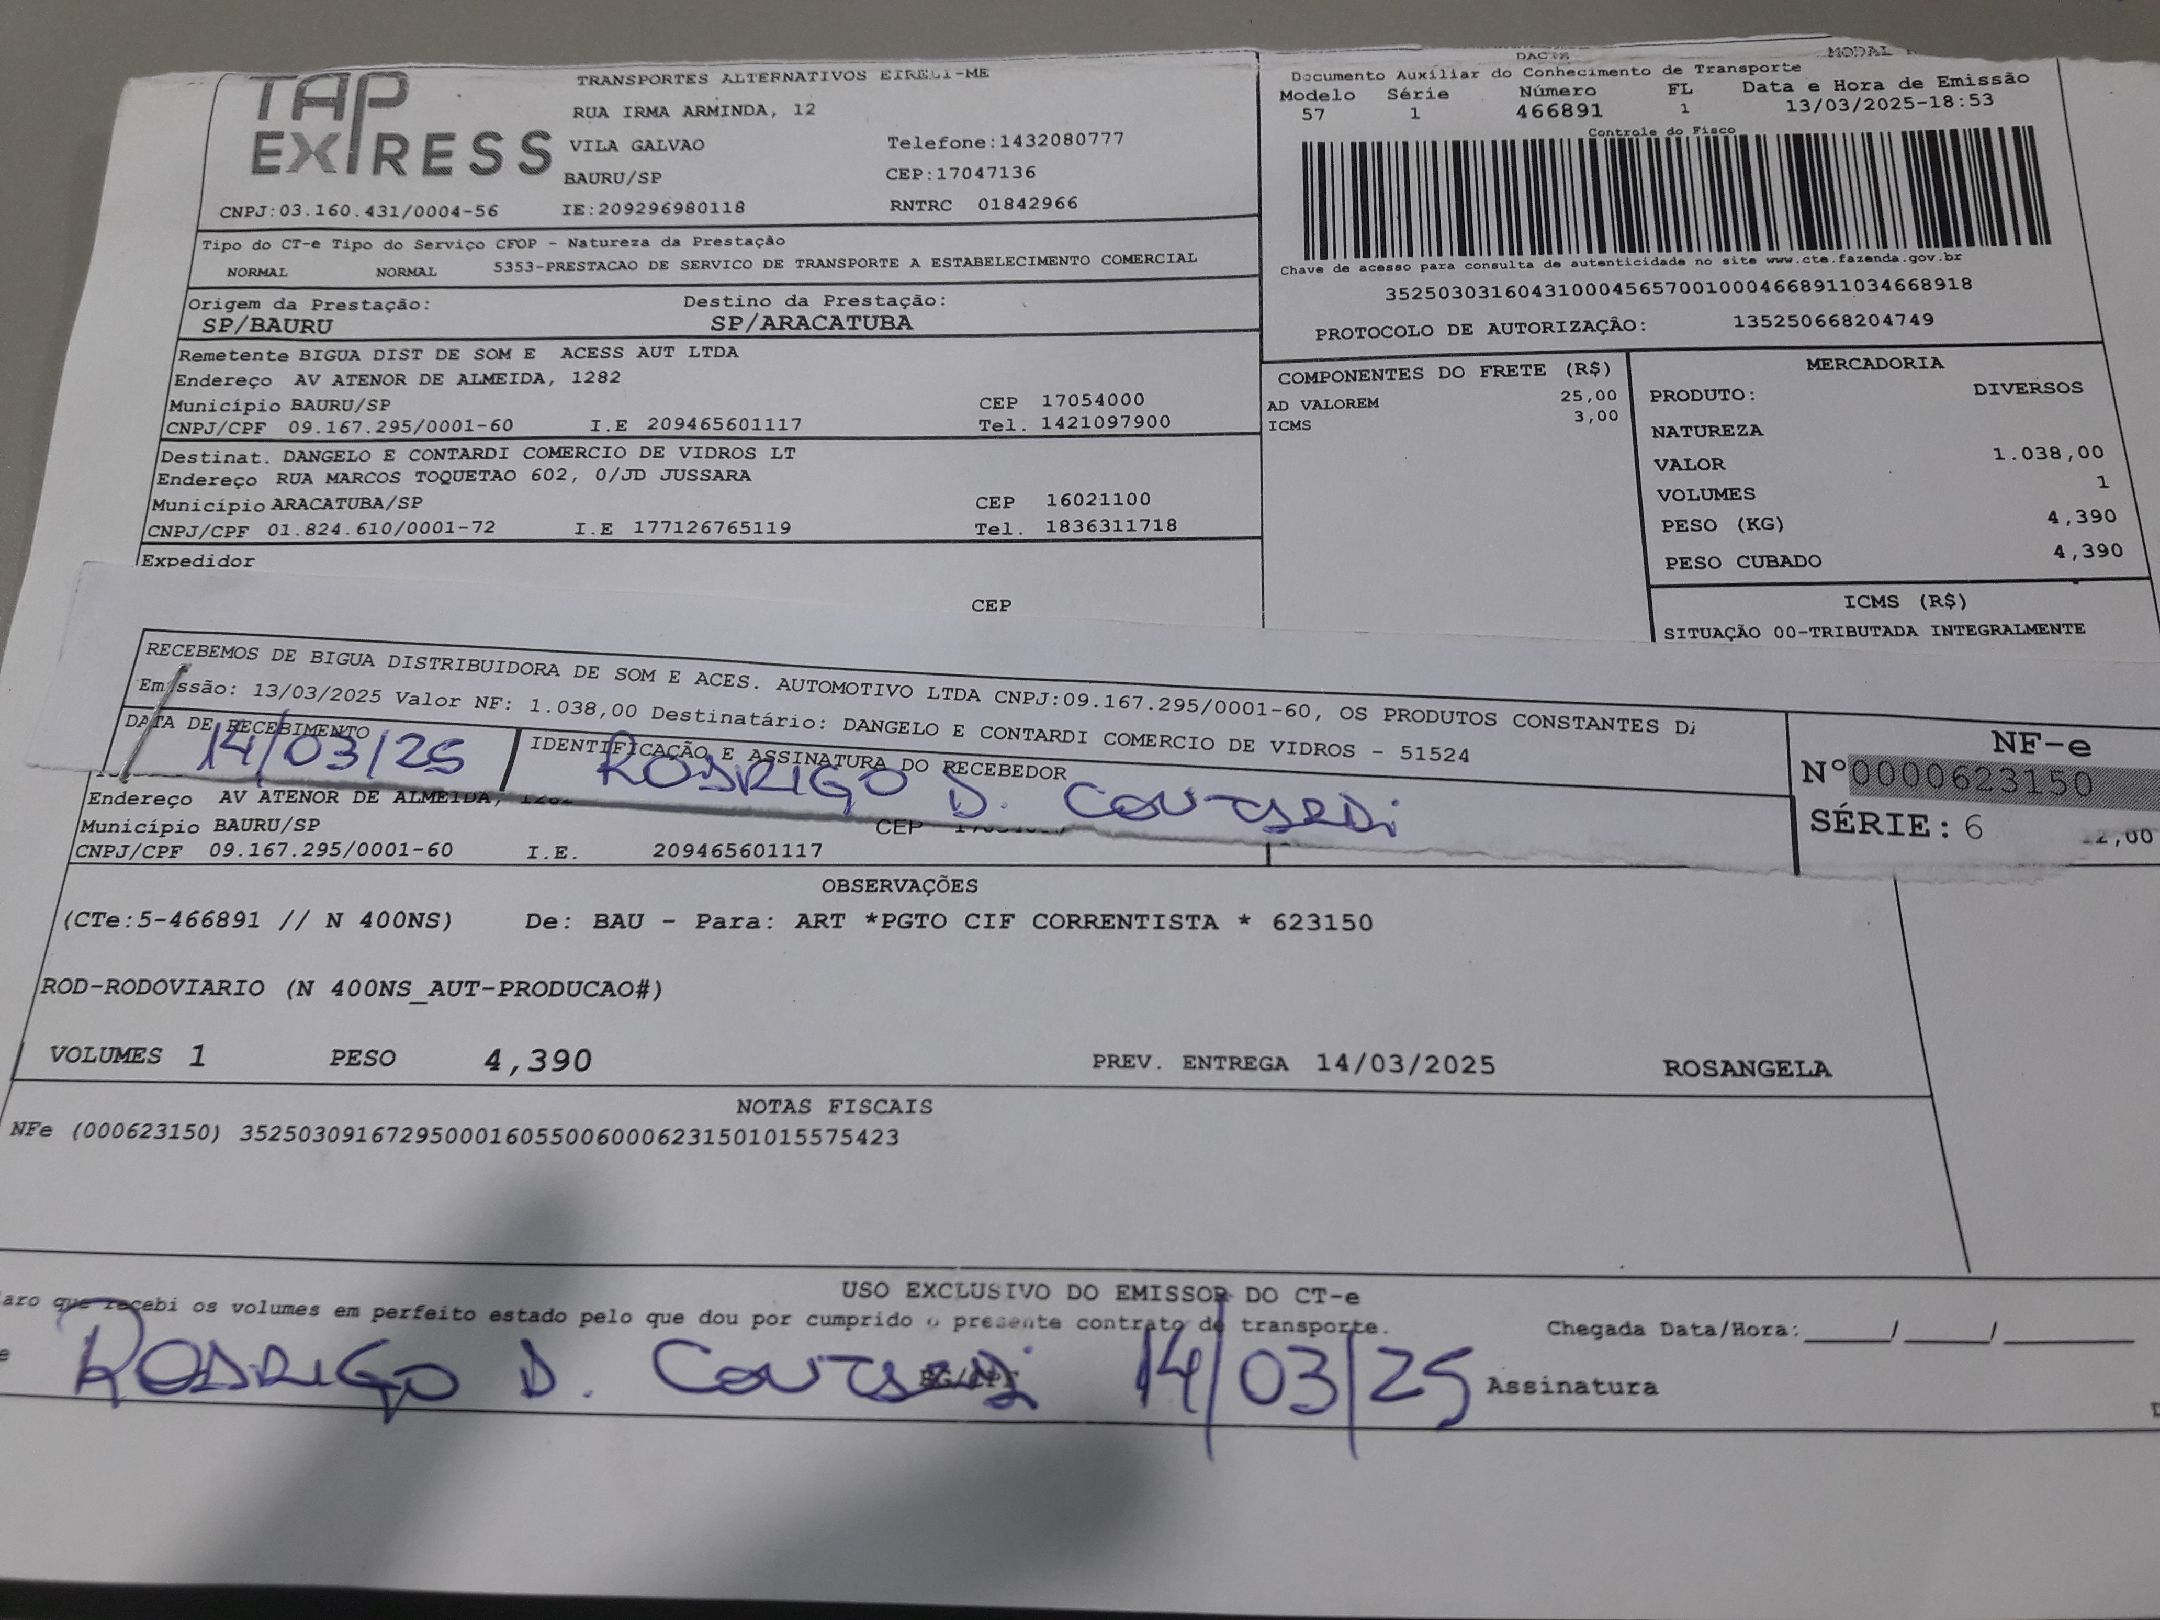 DACTE
MODAL
TAP
EXPRESS
TRANSPORTES ALTERNATIVOS EIRELI-ME
RUA IRMA ARMINDA, 12
VILA GALVAO Telefone:1432080777
BAURU/SP CEP:17047136
CNPJ:03.160.431/0004-56 IE:209296980118 RNTRC 01842966
Documento Auxiliar do Conhecimento de Transporte
Modelo Série Número FL Data e Hora de Emissão
57 1 466891 1 13/03/2025-18:53
Controle do Fisco
Chave de acesso para consulta de autenticidade no site www.cte.fazenda.gov.br
35250303160431000456570010004668911034668918
PROTOCOLO DE AUTORIZAÇÃO: 135250668204749
Tipo do CT-e Tipo do Serviço CFOP - Natureza da Prestação
NORMAL NORMAL 5353-PRESTACAO DE SERVICO DE TRANSPORTE A ESTABELECIMENTO COMERCIAL
Origem da Prestação: Destino da Prestação:
SP/BAURU SP/ARACATUBA
Remetente BIGUA DIST DE SOM E ACESS AUT LTDA
Endereço AV ATENOR DE ALMEIDA, 1282
Município BAURU/SP CEP 17054000
CNPJ/CPF 09.167.295/0001-60 I.E 209465601117 Tel. 1421097900
Destinat. DANGELO E CONTARDI COMERCIO DE VIDROS LT
Endereço RUA MARCOS TOQUETAO 602, 0/JD JUSSARA
Município ARACATUBA/SP CEP 16021100
CNPJ/CPF 01.824.610/0001-72 I.E 177126765119 Tel. 1836311718
Expedidor
CEP
COMPONENTES DO FRETE (R$)
AD VALOREM 25,00
ICMS 3,00
MERCADORIA
PRODUTO: DIVERSOS
NATUREZA
VALOR 1.038,00
VOLUMES 1
PESO (KG) 4,390
PESO CUBADO 4,390
ICMS (R$)
SITUAÇÃO 00-TRIBUTADA INTEGRALMENTE
RECEBEMOS DE BIGUA DISTRIBUIDORA DE SOM E ACES. AUTOMOTIVO LTDA CNPJ:09.167.295/0001-60, OS PRODUTOS CONSTANTES DA
Emissão: 13/03/2025 Valor NF: 1.038,00 Destinatário: DANGELO E CONTARDI COMERCIO DE VIDROS - 51524
DATA DE RECEBIMENTO IDENTIFICAÇÃO E ASSINATURA DO RECEBEDOR
14/03/25 RODRIGO D. CONTARDi
NF-e
Nº0000623150
SÉRIE: 6
2,00
Endereço AV ATENOR DE ALMEIDA, 1282
Município BAURU/SP CEP
CNPJ/CPF 09.167.295/0001-60 I.E. 209465601117
OBSERVAÇÕES
(CTe:5-466891 // N 400NS) De: BAU - Para: ART *PGTO CIF CORRENTISTA * 623150
ROD-RODOVIARIO (N 400NS_AUT-PRODUCAO#)
VOLUMES 1 PESO 4,390 PREV. ENTREGA 14/03/2025 ROSANGELA
NOTAS FISCAIS
NFe (000623150) 35250309167295000160550060006231501015575423
USO EXCLUSIVO DO EMISSOR DO CT-e
laro que recebi os volumes em perfeito estado pelo que dou por cumprido o presente contrato de transporte.
Chegada Data/Hora:_____/_____/______
e RODRIGO D. CONTARDi RG/CPF 14/03/25 Assinatura